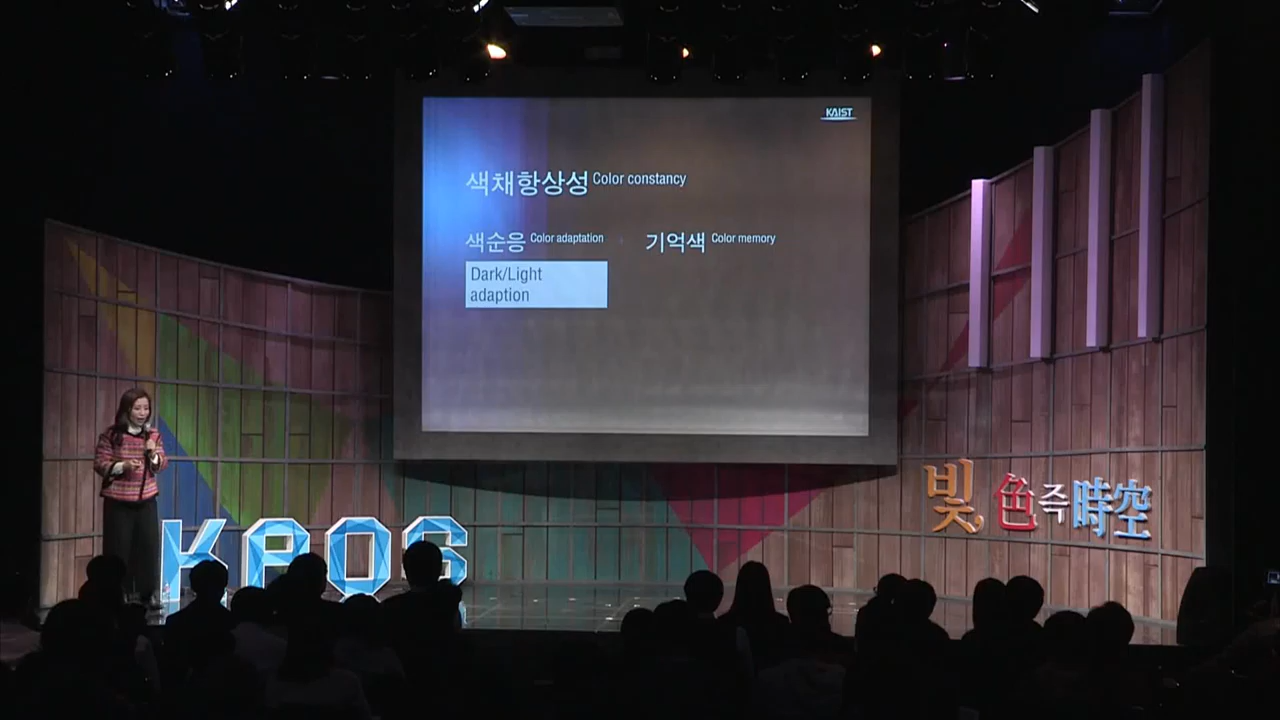 KAIST
색채항상성 Color constancy
색순응 Color adaptation 기억색 Color memory
Dark/Light
adaption
빛, 色즉時空
KAOS